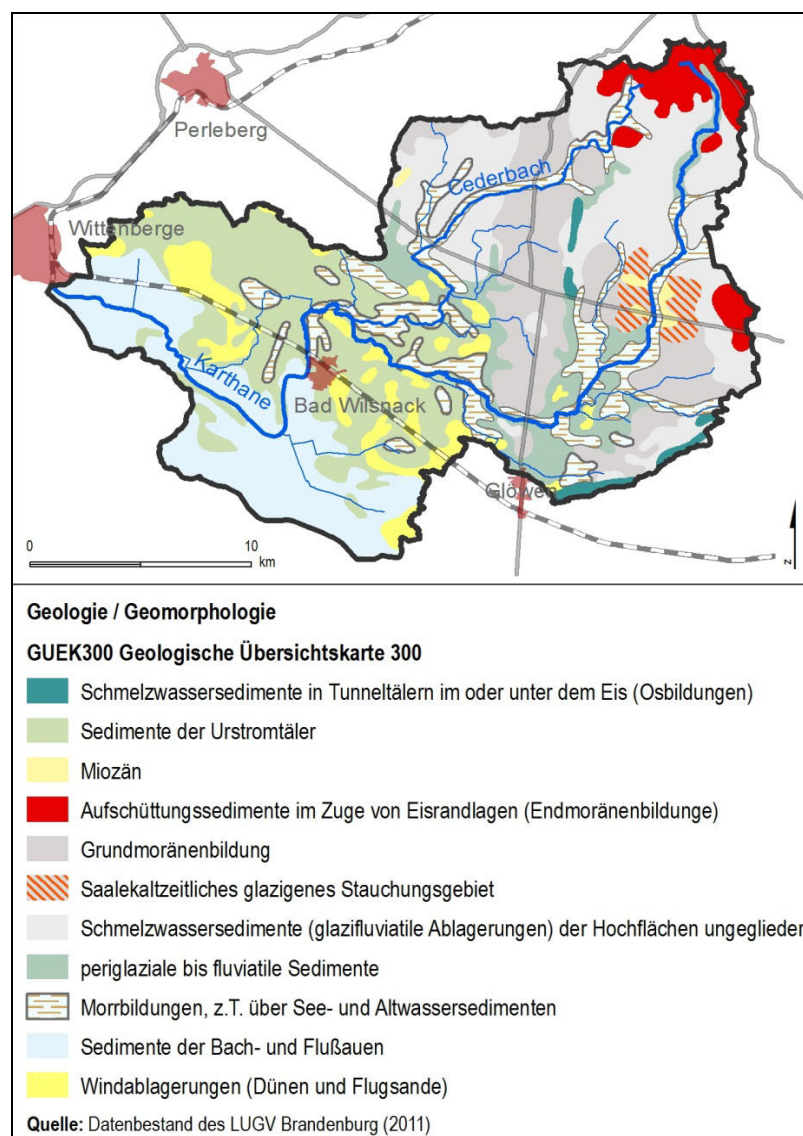 Perleberg
Cederbach
Wittenberge
Karthane
Bad Wilsnack
Glöwen
0 10
km
N
Geologie / Geomorphologie
GUEK300 Geologische Übersichtskarte 300
Schmelzwassersedimente in Tunneltälern im oder unter dem Eis (Osbildungen)
Sedimente der Urstromtäler
Miozän
Aufschüttungssedimente im Zuge von Eisrandlagen (Endmoränenbildunge)
Grundmoränenbildung
Saalekaltzeitliches glazigenes Stauchungsgebiet
Schmelzwassersedimente (glazifluviatile Ablagerungen) der Hochflächen ungeglieder
periglaziale bis fluviatile Sedimente
Morrbildungen, z.T. über See- und Altwassersedimenten
Sedimente der Bach- und Flußauen
Windablagerungen (Dünen und Flugsande)
Quelle: Datenbestand des LUGV Brandenburg (2011)